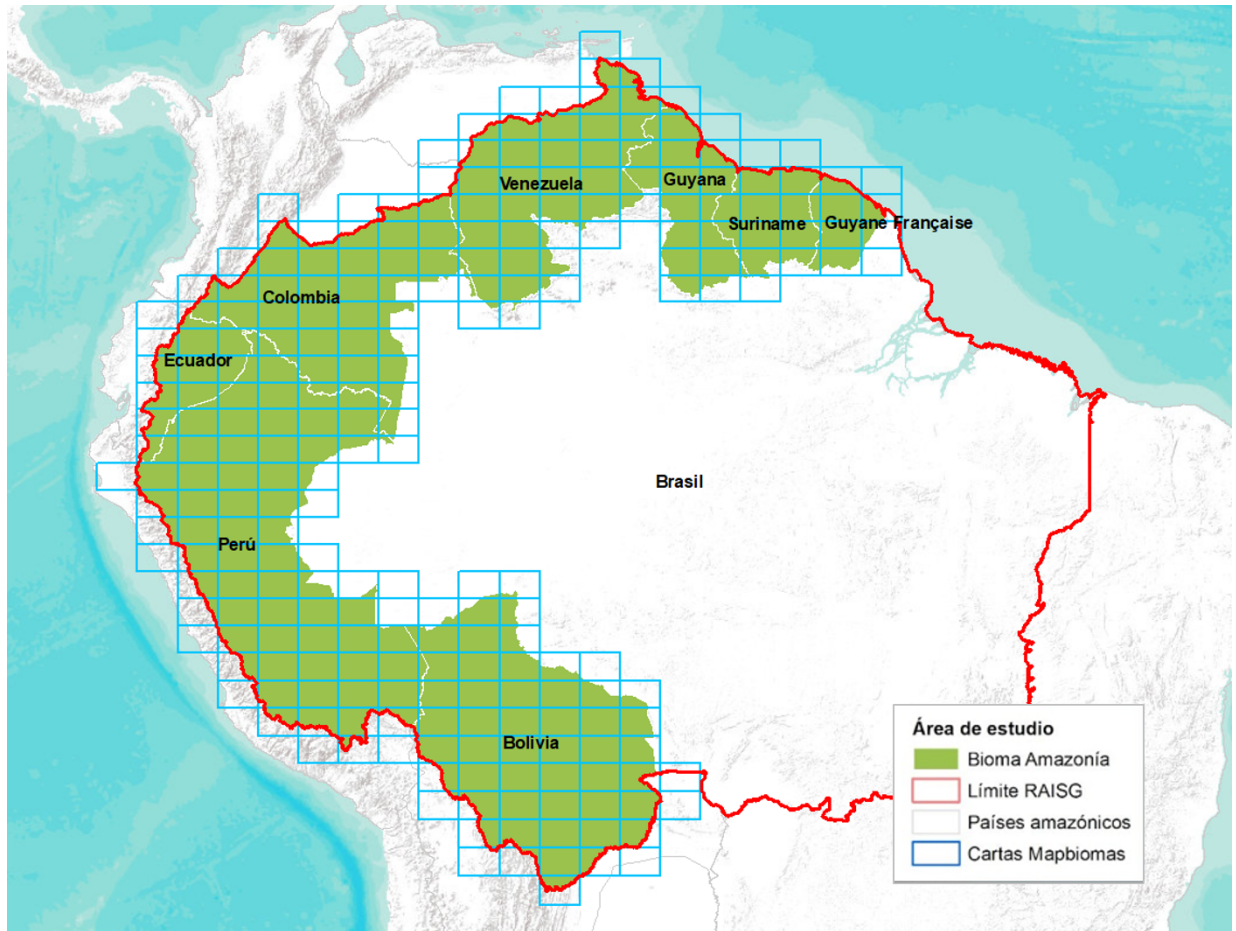 Venezuela
Guyana
Suriname
Guyane Française
Colombia
Ecuador
Brasil
Perú
Bolivia
Área de estudio
Bioma Amazonía
Límite RAISG
Países amazónicos
Cartas Mapbiomas